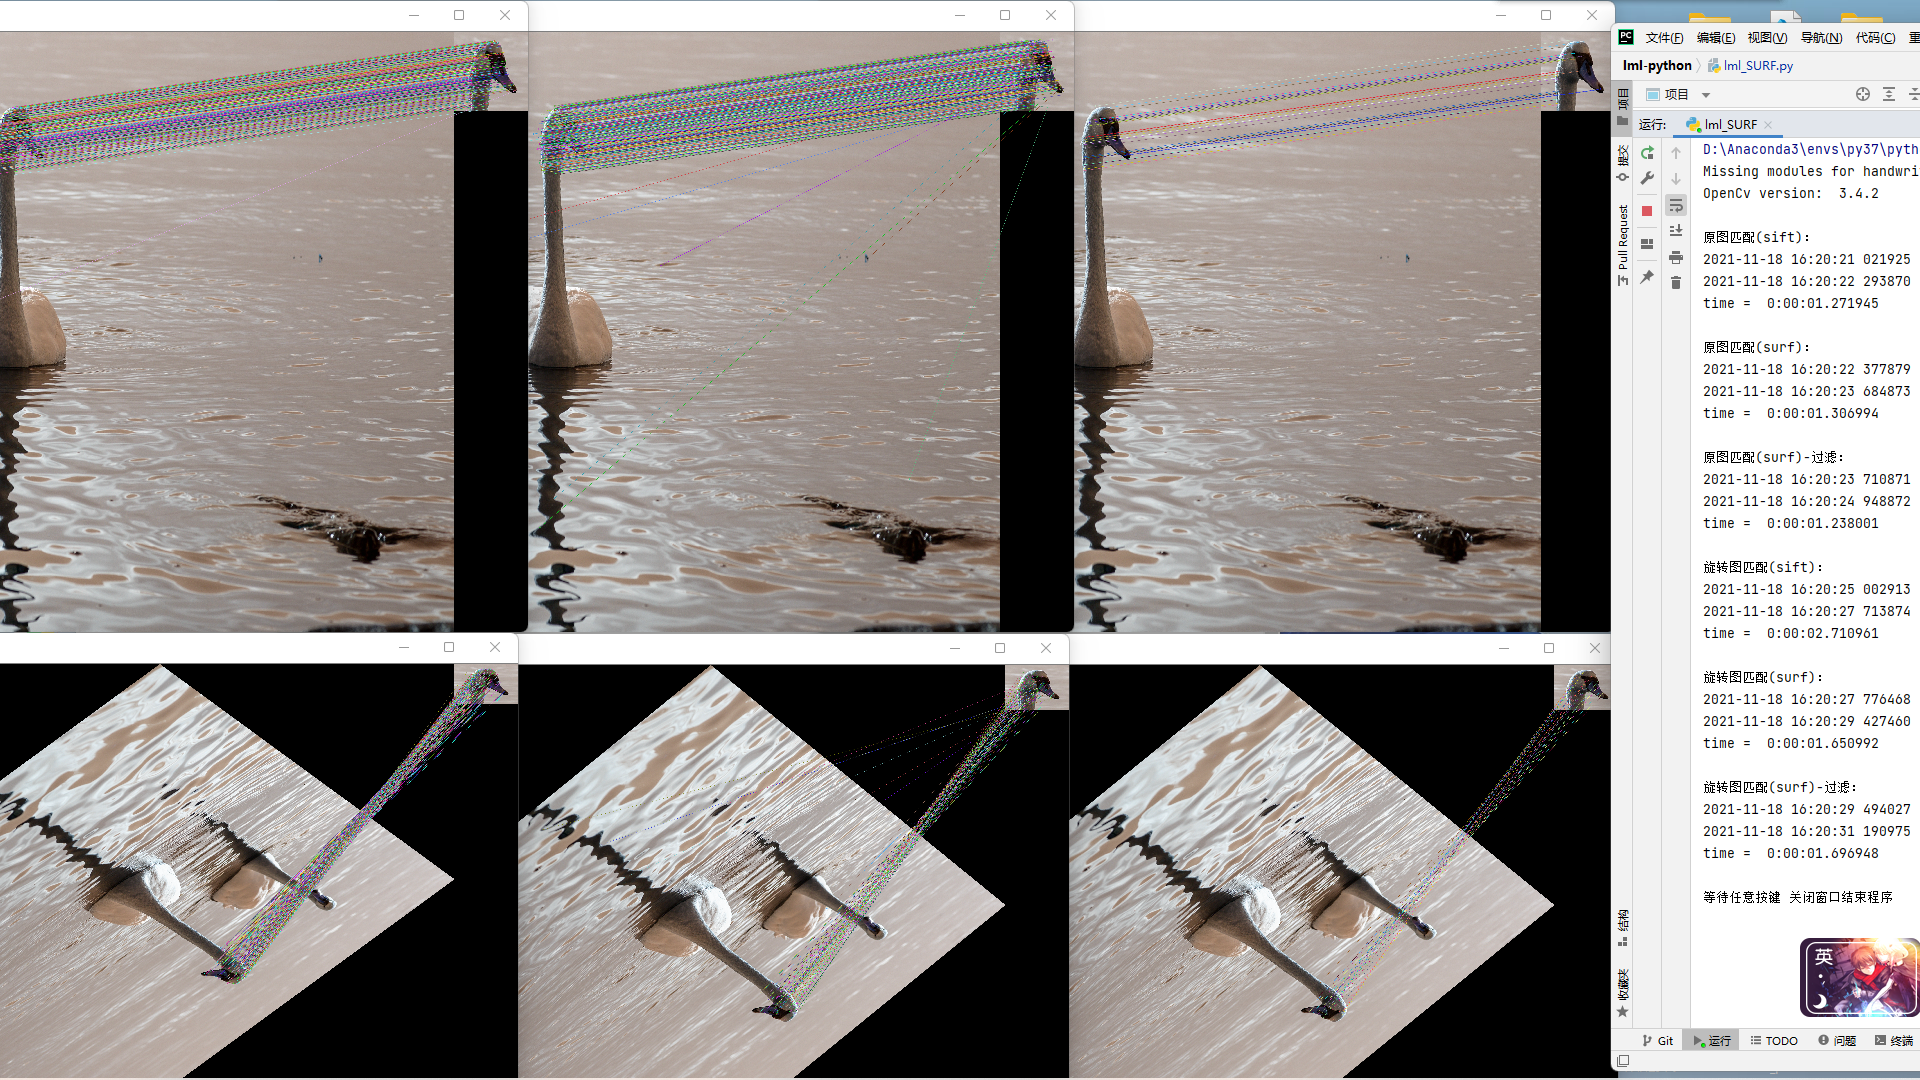 文件(F) 编辑(E) 视图(V) 导航(N) 代码(C) 重
lml-python lml_SURF.py
项目
项目
运行: lml_SURF
提交
Pull Request
D:\Anaconda3\envs\py37\pyth
Missing modules for handwri
OpenCv version: 3.4.2
原图匹配(sift):
2021-11-18 16:20:21 021925
2021-11-18 16:20:22 293870
time = 0:00:01.271945
原图匹配(surf):
2021-11-18 16:20:22 377879
2021-11-18 16:20:23 684873
time = 0:00:01.306994
原图匹配(surf)-过滤:
2021-11-18 16:20:23 710871
2021-11-18 16:20:24 948872
time = 0:00:01.238001
旋转图匹配(sift):
2021-11-18 16:20:25 002913
2021-11-18 16:20:27 713874
time = 0:00:02.710961
旋转图匹配(surf):
2021-11-18 16:20:27 776468
2021-11-18 16:20:29 427460
time = 0:00:01.650992
旋转图匹配(surf)-过滤:
2021-11-18 16:20:29 494027
2021-11-18 16:20:31 190975
time = 0:00:01.696948
等待任意按键 关闭窗口结束程序
结构
收藏夹
英
Git 运行 TODO 问题 终端